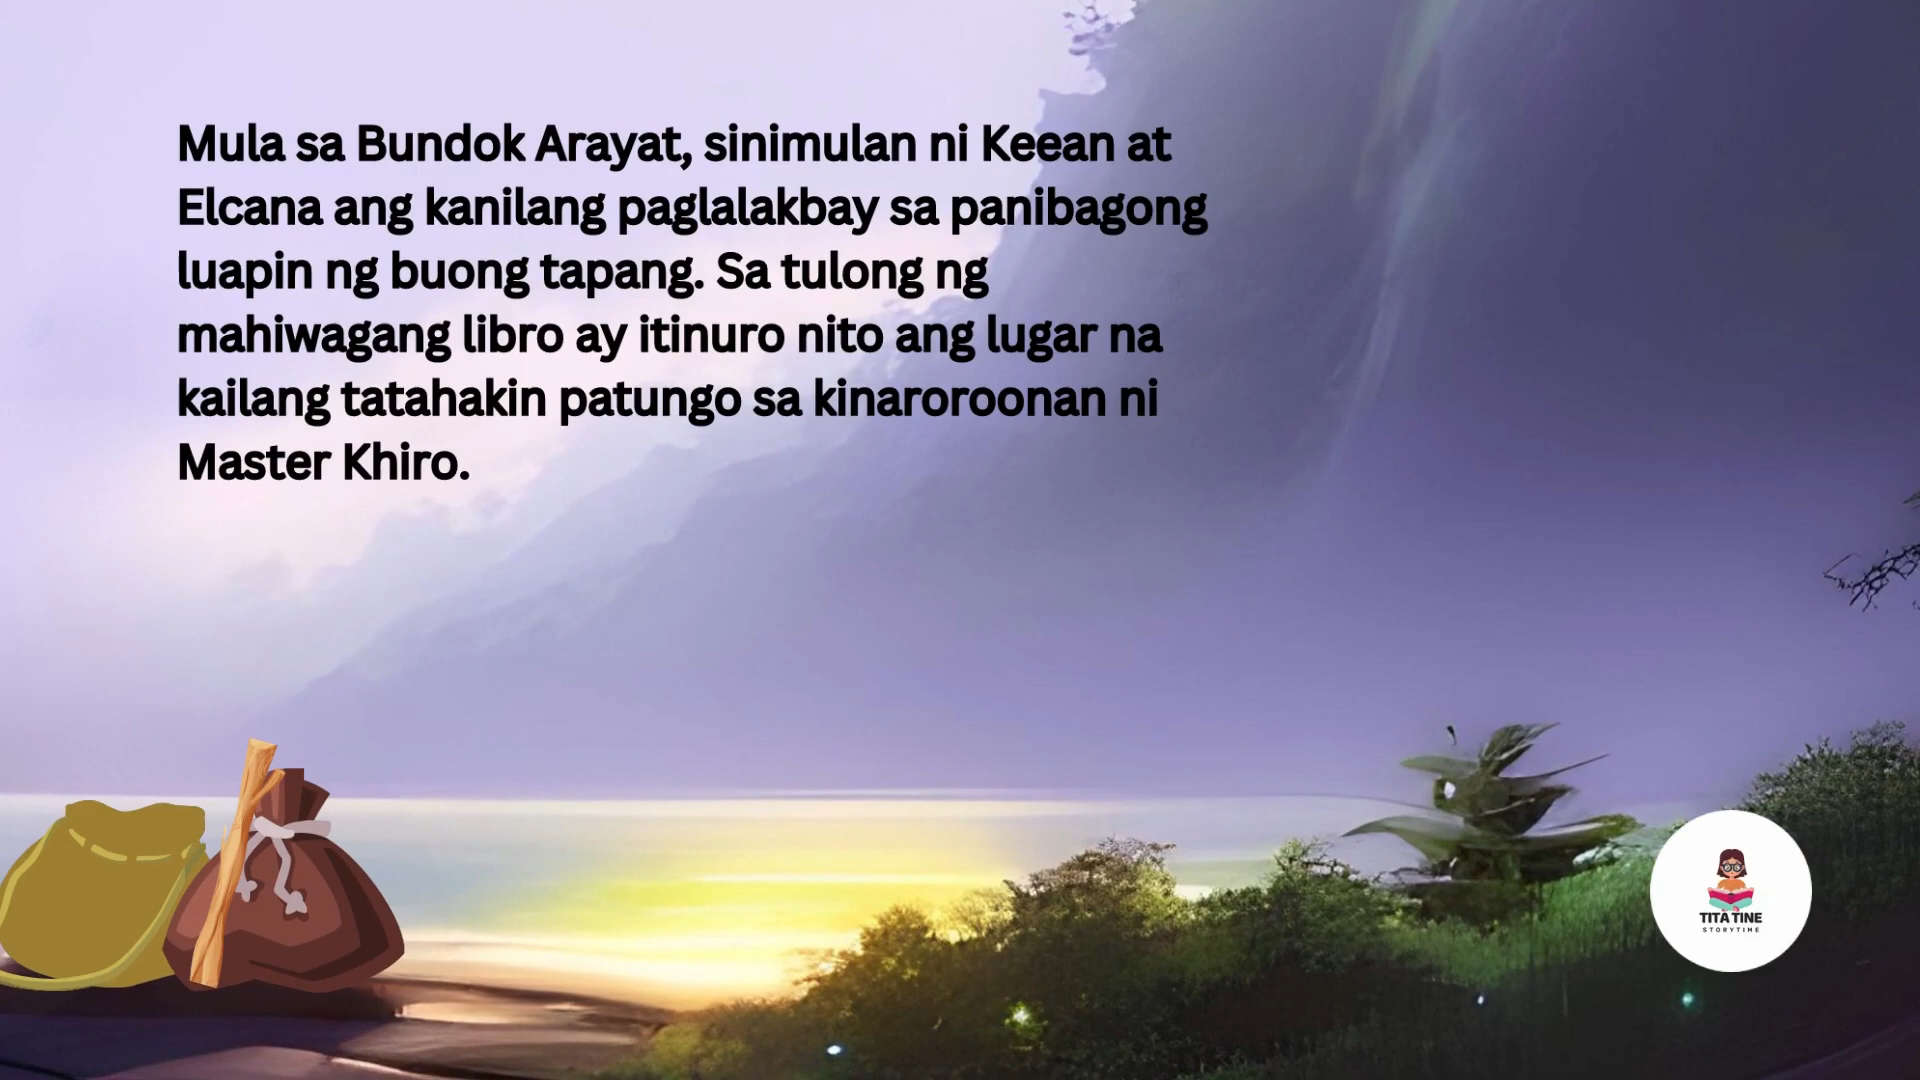 Mula sa Bundok Arayat, sinimulan ni Keean at
Elcana ang kanilang paglalakbay sa panibagong
luapin ng buong tapang. Sa tulong ng
mahiwagang libro ay itinuro nito ang lugar na
kailang tatahakin patungo sa kinaroroonan ni
Master Khiro.
TITA TINE
STORYTIME